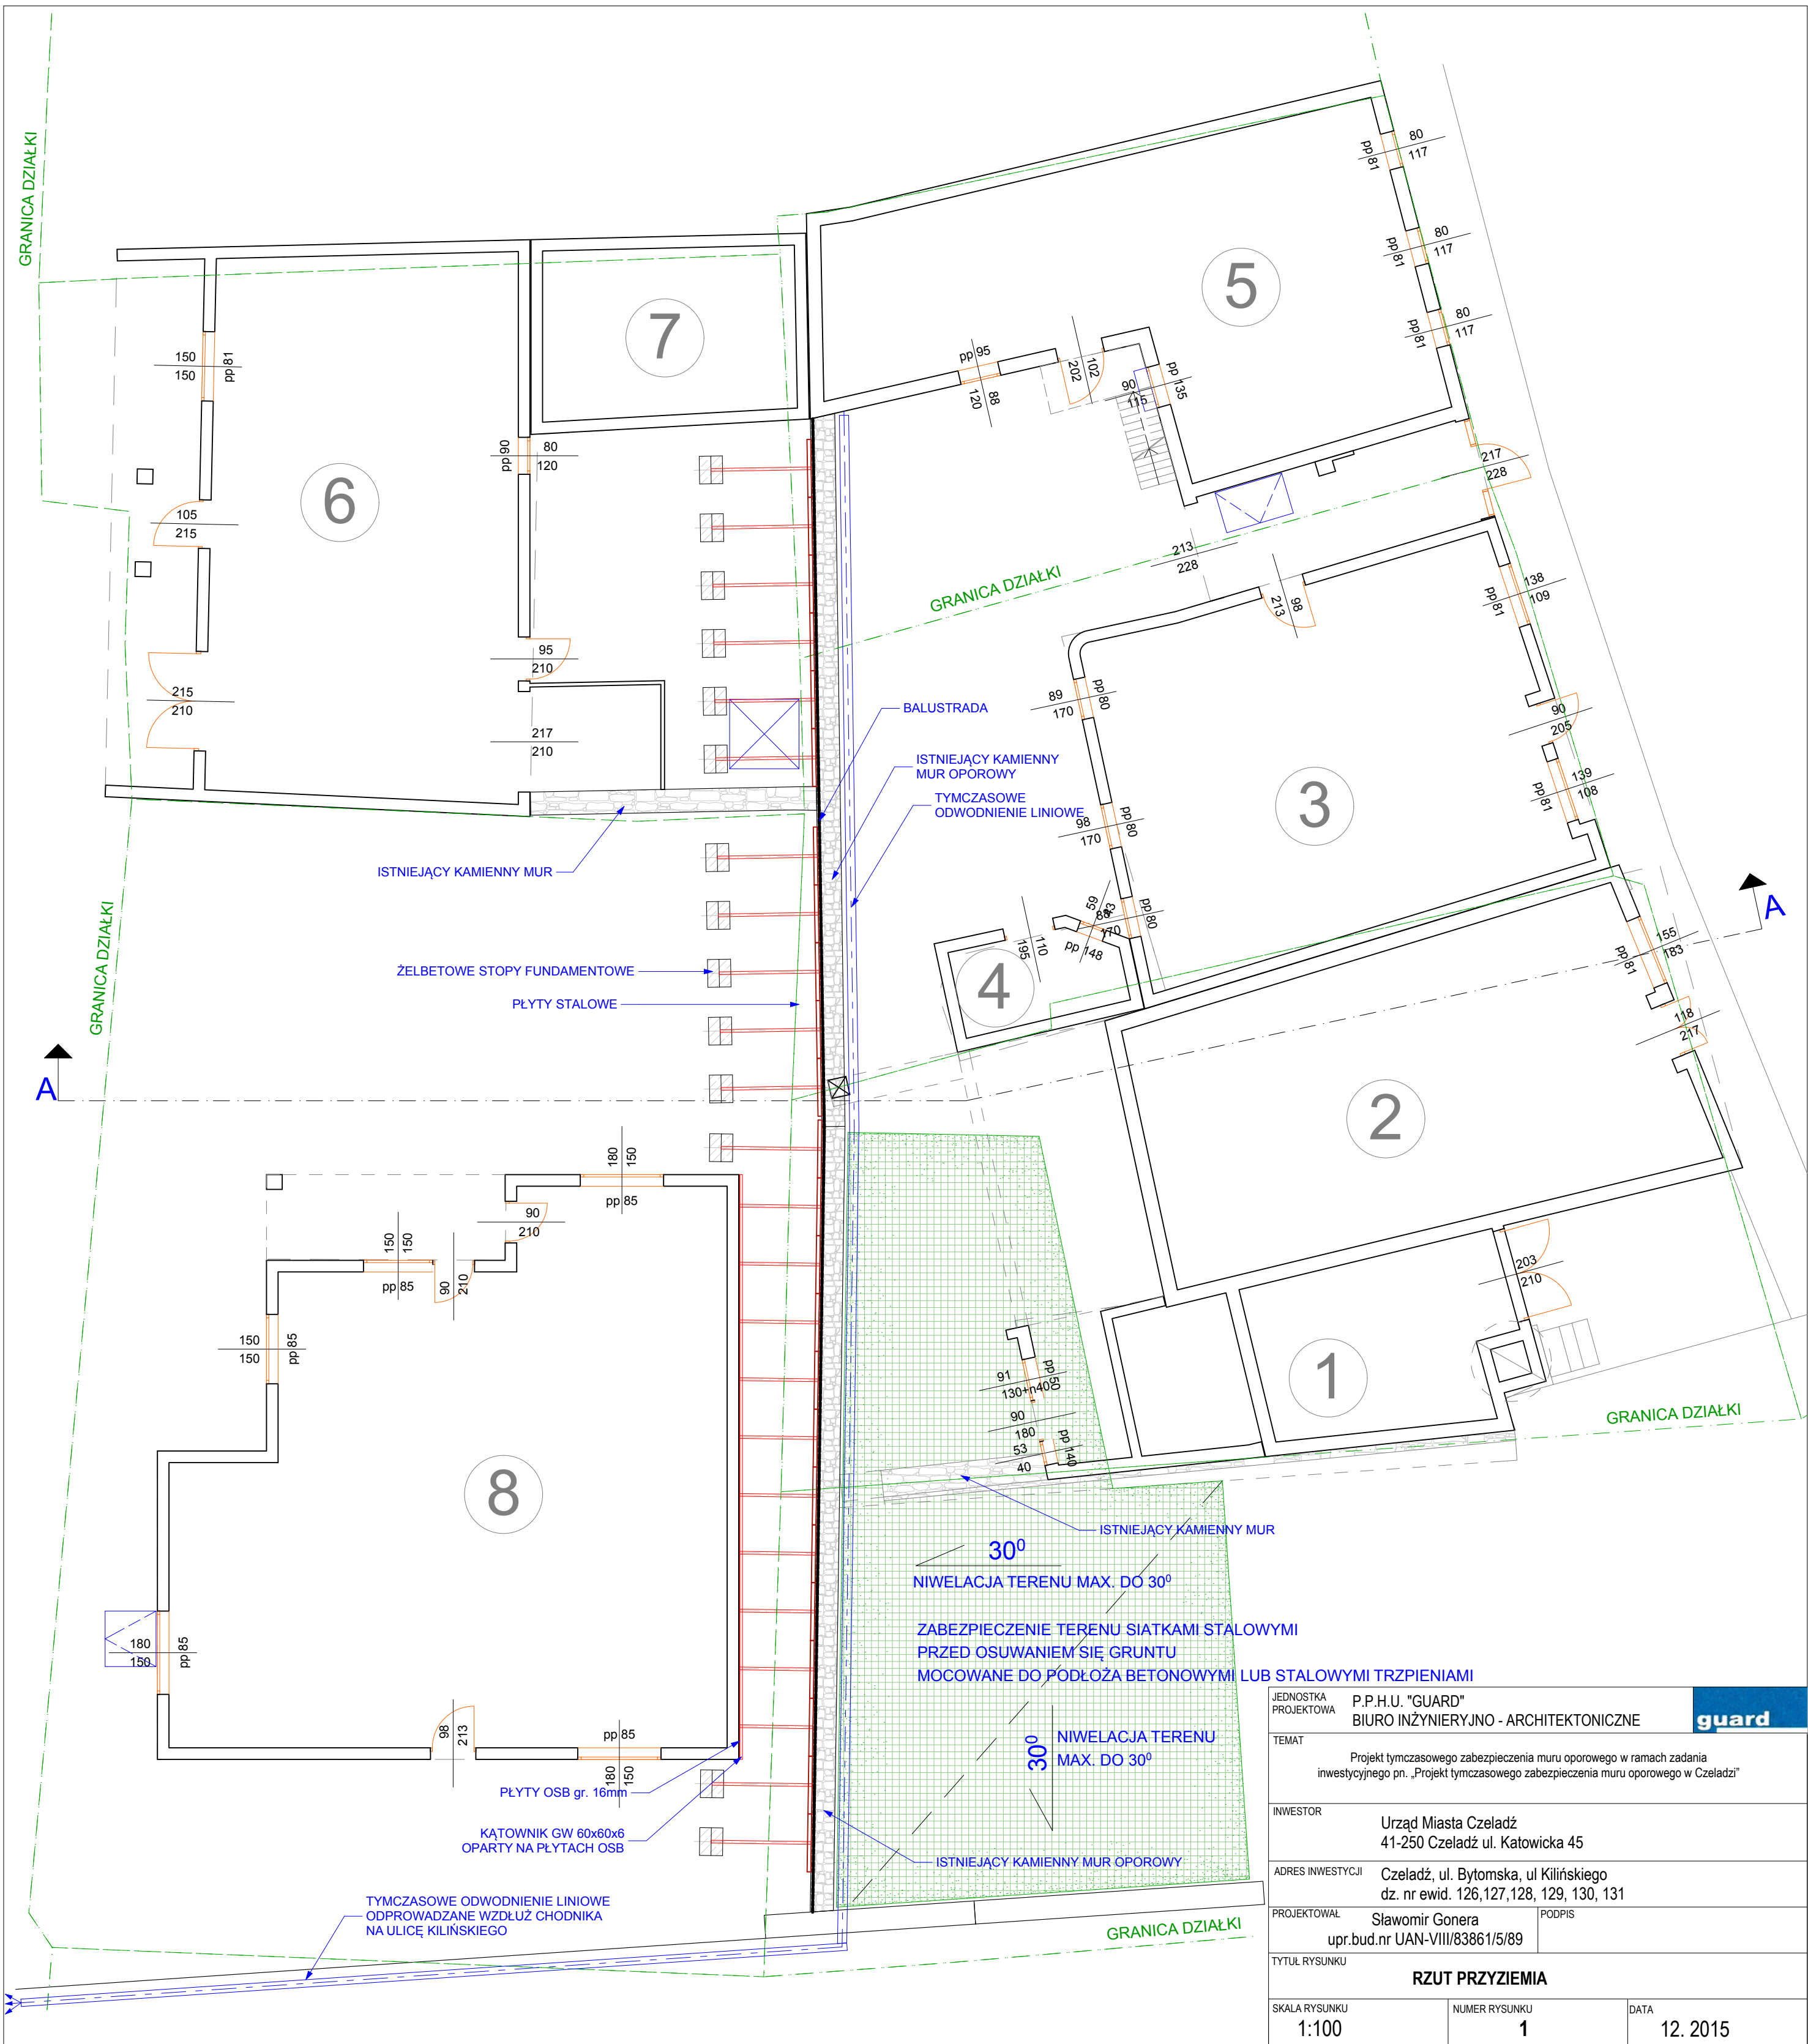 GRANICA DZIAŁKI
7
5
6
150
150
pp 81
105
215
215
210
pp 90
80
120
95
210
217
210
pp 95
120
88
202
102
90
115
pp 135
80
117
pp 81
80
117
pp 81
80
117
pp 81
217
228
213
228
GRANICA DZIAŁKI
213
98
138
109
pp 81
89
170
pp 80
90
205
98
170
pp 80
139
108
pp 81
3
BALUSTRADA
ISTNIEJĄCY KAMIENNY
MUR OPOROWY
TYMCZASOWE
ODWODNIENIE LINIOWE
ISTNIEJĄCY KAMIENNY MUR
GRANICA DZIAŁKI
ŻELBETOWE STOPY FUNDAMENTOWE
PŁYTY STALOWE
59
43
88
170
pp 80
pp 148
195
110
4
155
183
pp 81
118
217
A
A
2
180
150
pp 85
90
210
150
150
pp 85
90
210
150
150
pp 85
8
180
150
pp 85
98
213
pp 85
180
150
203
210
1
91
130+n40
pp 50
90
180
53
40
pp 140
GRANICA DZIAŁKI
ISTNIEJĄCY KAMIENNY MUR
30⁰
NIWELACJA TERENU MAX. DO 30⁰
ZABEZPIECZENIE TERENU SIATKAMI STALOWYMI
PRZED OSUWANIEM SIĘ GRUNTU
MOCOWANE DO PODŁOŻA BETONOWYMI LUB STALOWYMI TRZPIENIAMI
30⁰
NIWELACJA TERENU
MAX. DO 30⁰
PŁYTY OSB gr. 16mm
KĄTOWNIK GW 60x60x6
OPARTY NA PŁYTACH OSB
ISTNIEJĄCY KAMIENNY MUR OPOROWY
TYMCZASOWE ODWODNIENIE LINIOWE
ODPROWADZANE WZDŁUŻ CHODNIKA
NA ULICĘ KILIŃSKIEGO
GRANICA DZIAŁKI
JEDNOSTKA
PROJEKTOWA
P.P.H.U. "GUARD"
BIURO INŻYNIERYJNO - ARCHITEKTONICZNE
guard
TEMAT
Projekt tymczasowego zabezpieczenia muru oporowego w ramach zadania
inwestycyjnego pn. „Projekt tymczasowego zabezpieczenia muru oporowego w Czeladzi”
INWESTOR
Urząd Miasta Czeladź
41-250 Czeladź ul. Katowicka 45
ADRES INWESTYCJI
Czeladź, ul. Bytomska, ul Kilińskiego
dz. nr ewid. 126,127,128, 129, 130, 131
PROJEKTOWAŁ
Sławomir Gonera
upr.bud.nr UAN-VIII/83861/5/89
PODPIS
TYTUŁ RYSUNKU
RZUT PRZYZIEMIA
SKALA RYSUNKU
1:100
NUMER RYSUNKU
1
DATA
12. 2015